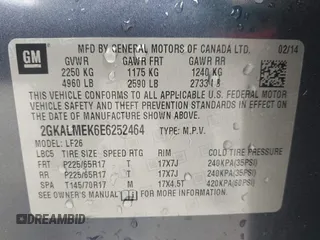 GM
MFD BY GENERAL MOTORS OF CANADA LTD. 02/14
GVWR GAWR FRT GAWR RR
2250 KG 1175 KG 1240 KG
4960 LB 2590 LB 2733 LB
THIS VEHICLE CONFORMS TO ALL APPLICABLE
FEDERAL MOTOR VEHICLE SAFETY, BUMPER, AND
THEFT PREVENTION STANDARDS IN EFFECT ON THE
DATE OF MANUFACTURE SHOWN ABOVE.
2GKALMEK6E6252464 TYPE: M.P.V.
MODEL: LF26
LBC5 TIRE SIZE SPEED RTG RIM COLD TIRE PRESSURE
FRT P225/65R17 T 17X7J 240KPA(35PSI)
RR P225/65R17 T 17X7J 240KPA(35PSI)
SPA T145/70R17 M 17X4.5T 420KPA(60PSI)
SEE OWNER'S MANUAL FOR ADDITIONAL INFORMATION.
DREAMBID